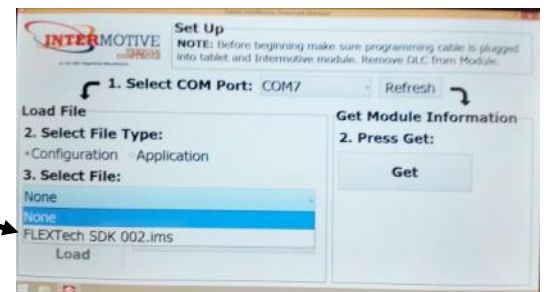 INTERMOTIVE
Set Up
NOTE: Before beginning make sure programming cable is plugged
into tablet and Intermotive module. Remove DLC from Module.
1. Select COM Port: COM7
Refresh
Load File
2. Select File Type:
Configuration Application
3. Select File:
None
None
FLEXTech SDK 002.ims
Load
Get Module Information
2. Press Get:
Get